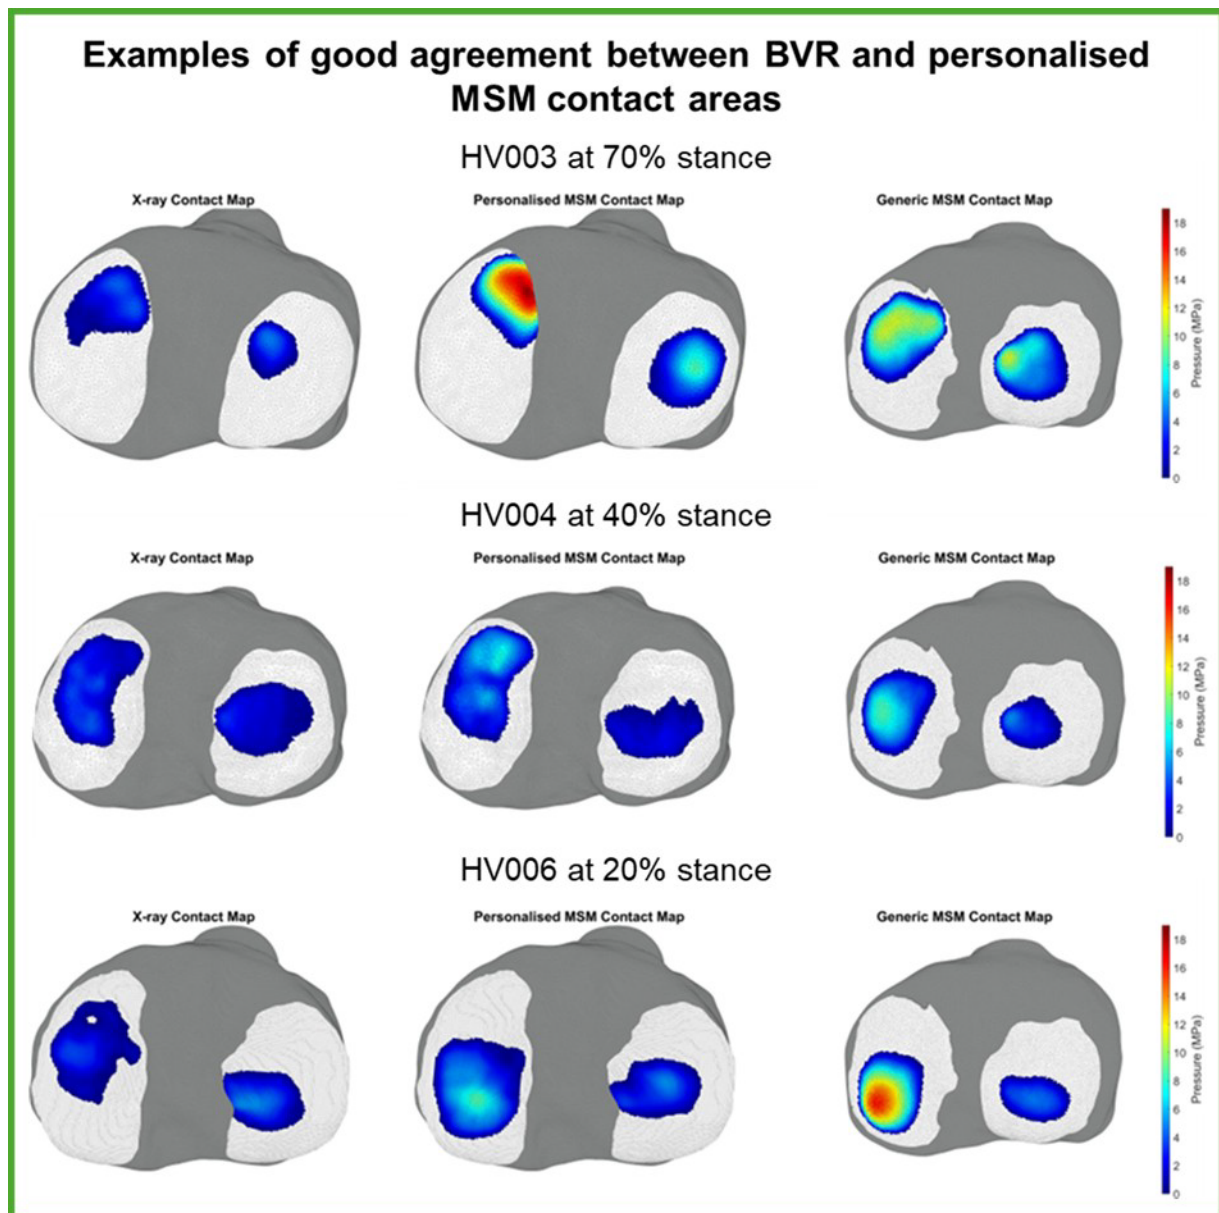 Examples of good agreement between BVR and personalised
MSM contact areas
HV003 at 70% stance
X-ray Contact Map
Personalised MSM Contact Map
Generic MSM Contact Map
18
16
14
12
10
8
6
4
2
0
Pressure (MPa)
HV004 at 40% stance
X-ray Contact Map
Personalised MSM Contact Map
Generic MSM Contact Map
18
16
14
12
10
8
6
4
2
0
Pressure (MPa)
HV006 at 20% stance
X-ray Contact Map
Personalised MSM Contact Map
Generic MSM Contact Map
18
16
14
12
10
8
6
4
2
0
Pressure (MPa)